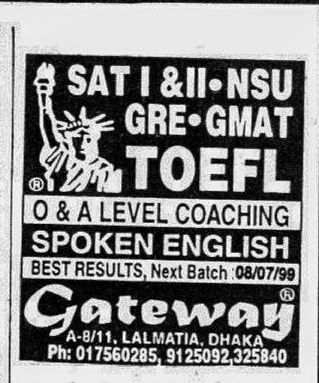 SAT I & II • NSU
GRE • GMAT
TOEFL
®
O & A LEVEL COACHING
SPOKEN ENGLISH
BEST RESULTS, Next Batch : 08/07/99
Gateway ®
A-8/11, LALMATIA, DHAKA
Ph: 017560285, 9125092, 325840